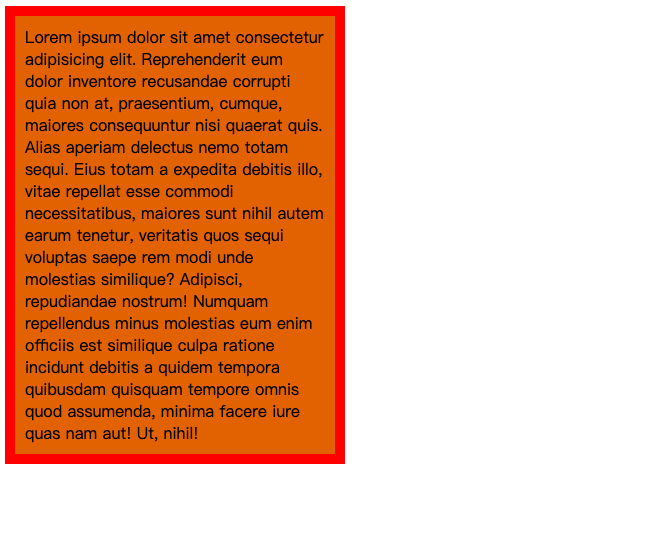 Lorem ipsum dolor sit amet consectetur
adipisicing elit. Reprehenderit eum
dolor inventore recusandae corrupti
quia non at, praesentium, cumque,
maiores consequuntur nisi quaerat quis.
Alias aperiam delectus nemo totam
sequi. Eius totam a expedita debitis illo,
vitae repellat esse commodi
necessitatibus, maiores sunt nihil autem
earum tenetur, veritatis quos sequi
voluptas saepe rem modi unde
molestias similique? Adipisci,
repudiandae nostrum! Numquam
repellendus minus molestias eum enim
officiis est similique culpa ratione
incidunt debitis a quidem tempora
quibusdam quisquam tempore omnis
quod assumenda, minima facere iure
quas nam aut! Ut, nihil!